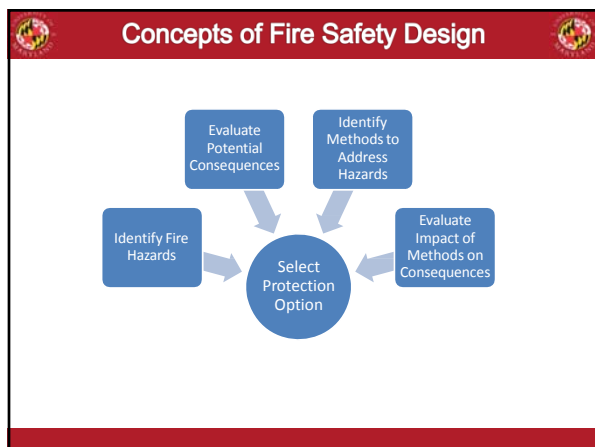 Concepts of Fire Safety Design
Evaluate
Potential
Consequences
Identify
Methods to
Address
Hazards
Identify Fire
Hazards
Evaluate
Impact of
Methods on
Consequences
Select
Protection
Option